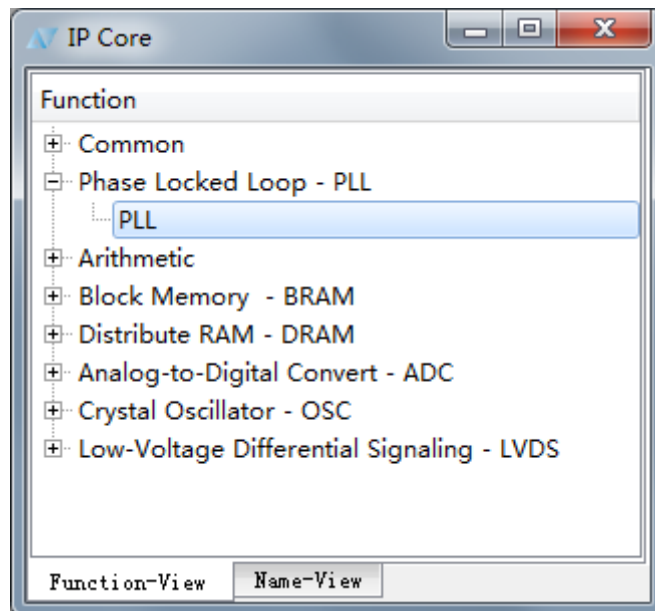 IP Core
Function
Common
Phase Locked Loop - PLL
PLL
Arithmetic
Block Memory  - BRAM
Distribute RAM - DRAM
Analog-to-Digital Convert - ADC
Crystal Oscillator - OSC
Low-Voltage Differential Signaling - LVDS
Function-View Name-View